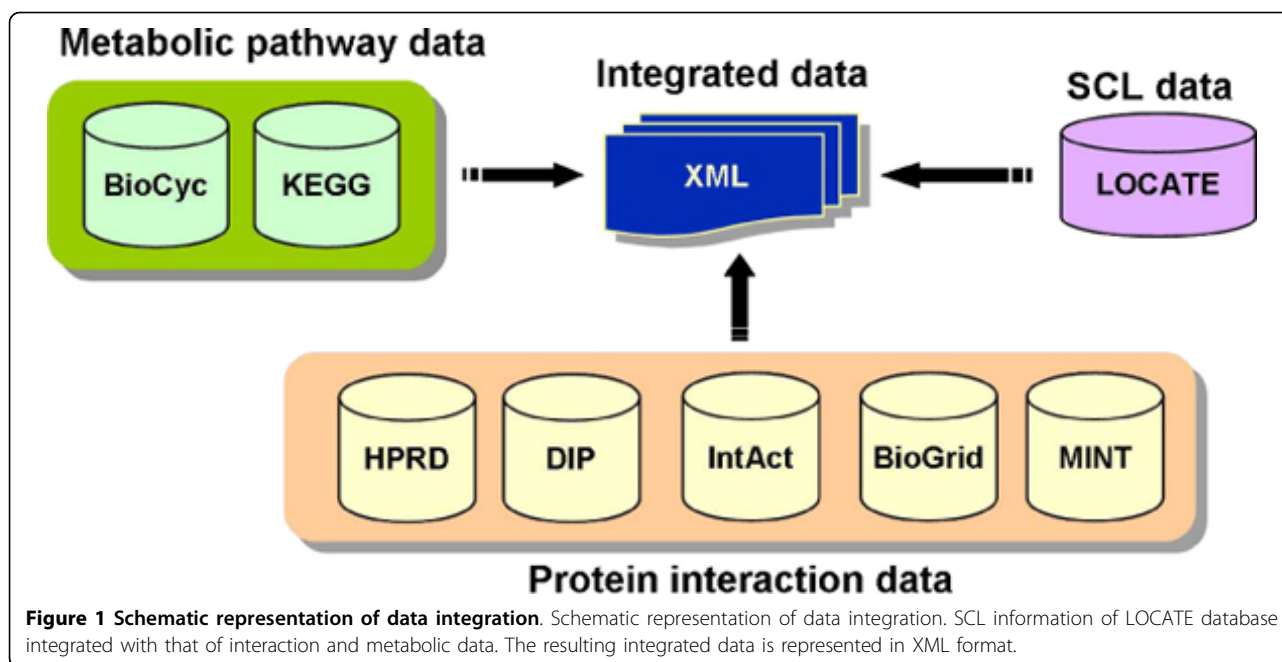 Metabolic pathway data
Integrated data
SCL data
BioCyc
KEGG
XML
LOCATE
HPRD
DIP
IntAct
BioGrid
MINT
Protein interaction data
Figure 1 Schematic representation of data integration. Schematic representation of data integration. SCL information of LOCATE database
integrated with that of interaction and metabolic data. The resulting integrated data is represented in XML format.